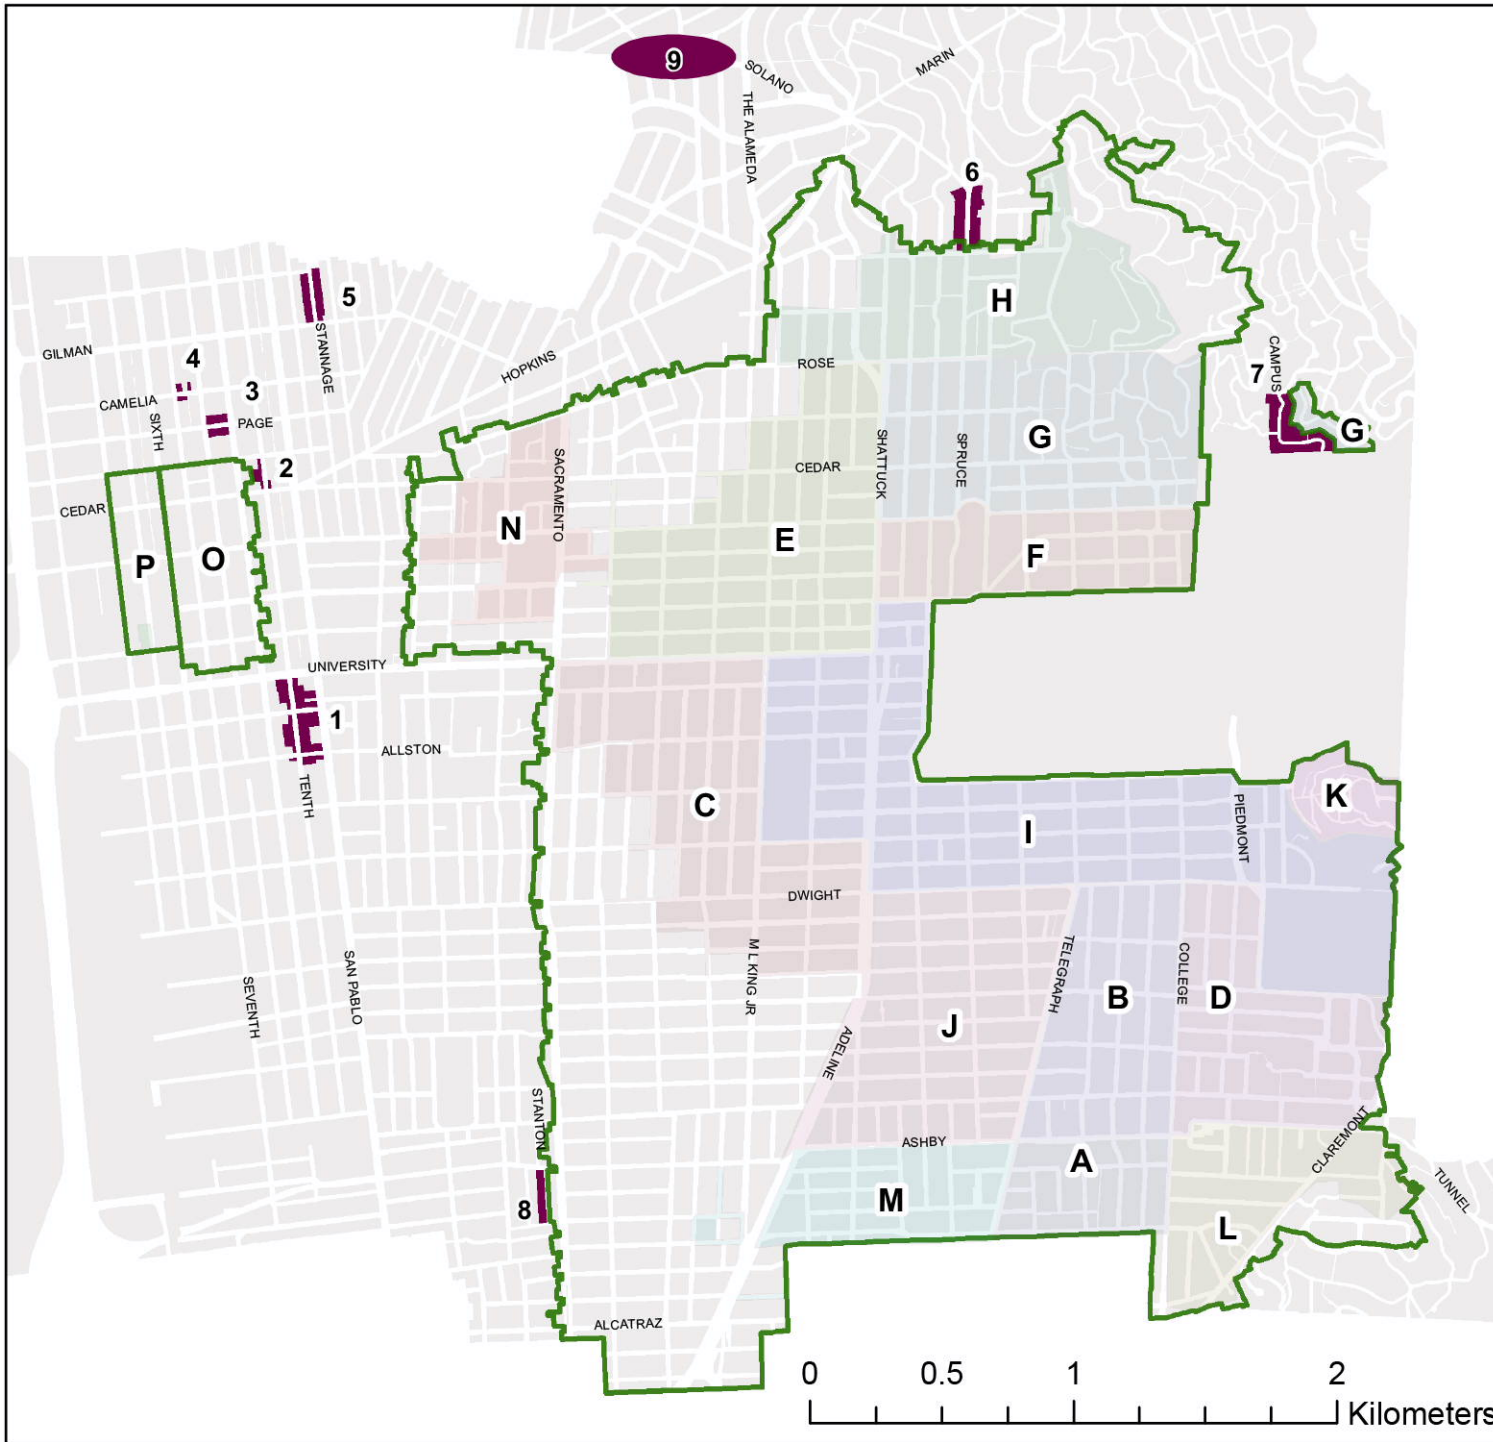 9
SOLANO
MARIN
THE ALAMEDA
6
5
STANNAGE
H
GILMAN
4
HOPKINS
ROSE
CAMPUS
7
3
CAMELIA
SIXTH
PAGE
G
G
2
SACRAMENTO
CEDAR
SHATTUCK
SPRUCE
CEDAR
N
E
F
P
O
UNIVERSITY
1
ALLSTON
TENTH
C
K
I
PIEDMONT
DWIGHT
M L KING JR
TELEGRAPH
COLLEGE
SEVENTH
SAN PABLO
B
D
J
ADELINE
STANTON
ASHBY
CLAREMONT
A
TUNNEL
8
M
L
ALCATRAZ
0 0.5 1 2
Kilometers